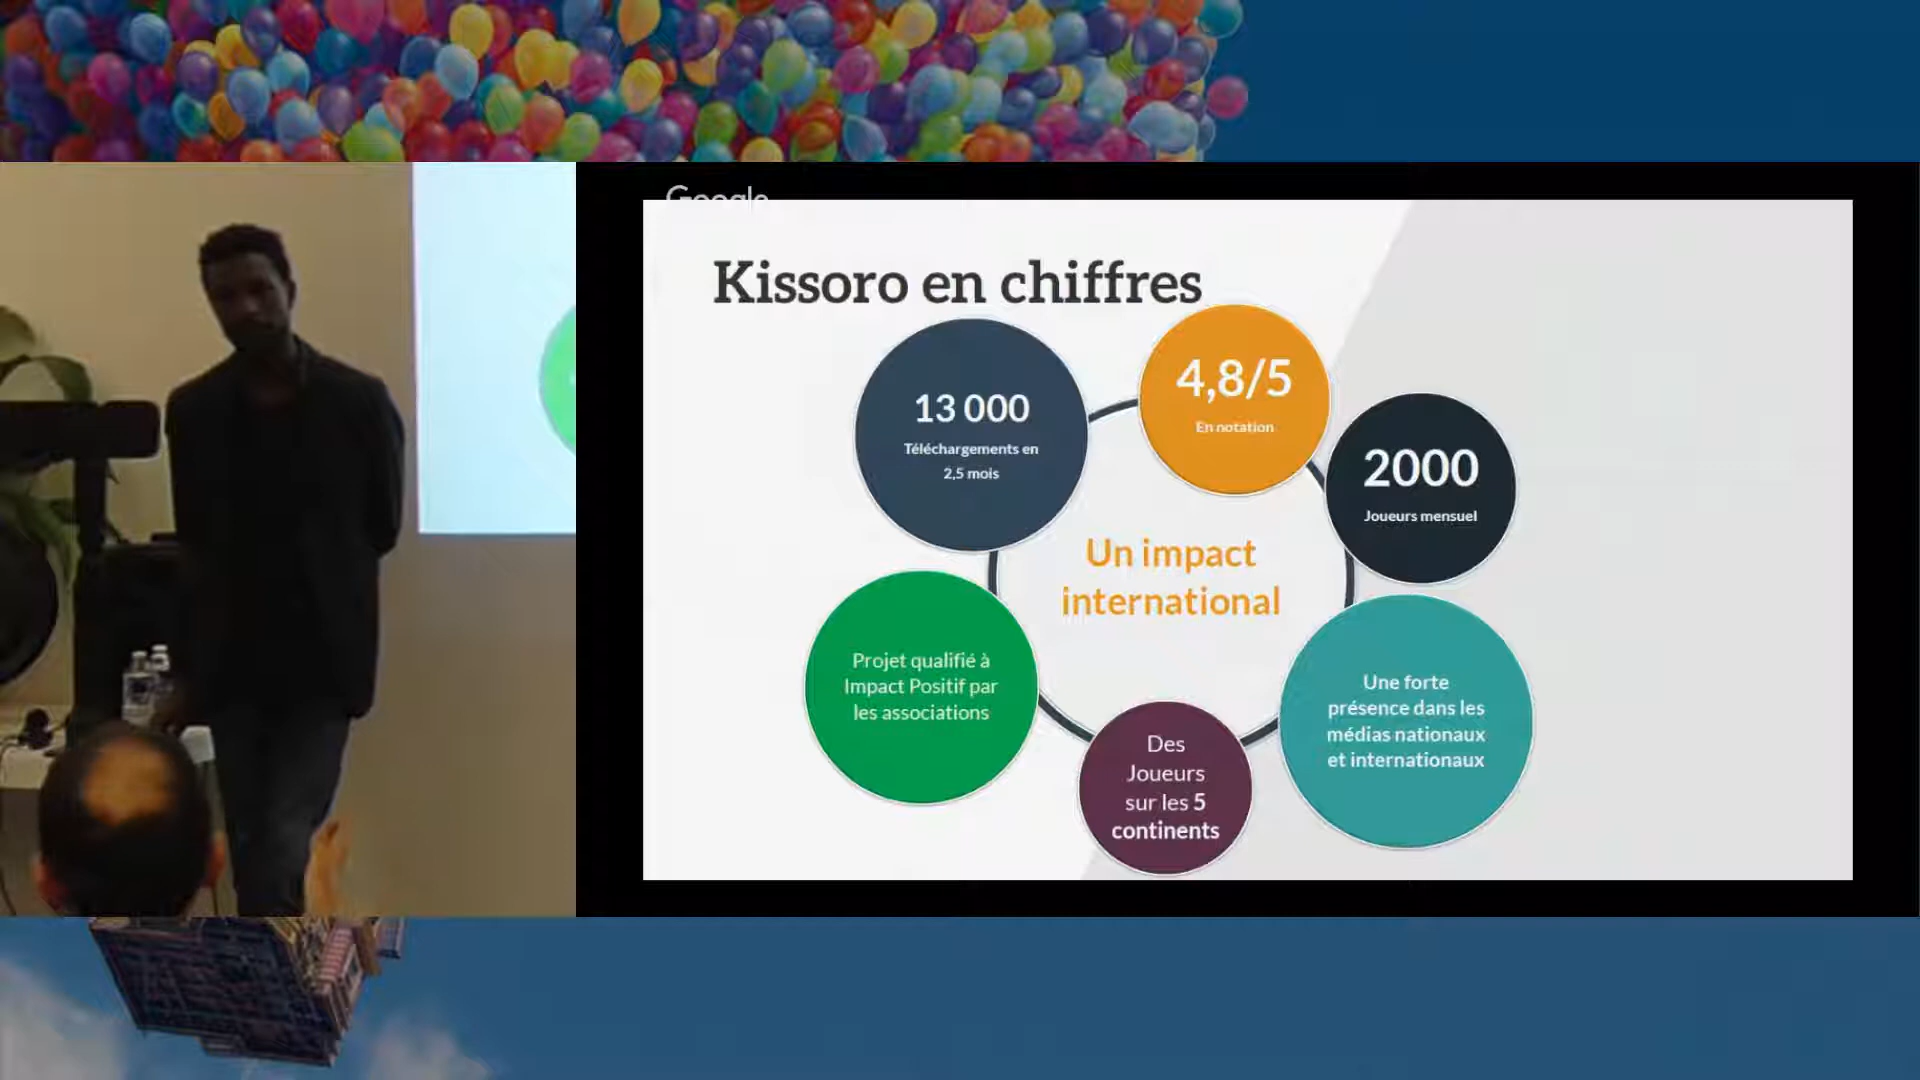 Google
Kissoro en chiffres
13 000
Téléchargements en
2,5 mois
4,8/5
En notation
2000
Joueurs mensuel
Un impact
international
Projet qualifié à
Impact Positif par
les associations
Des
Joueurs
sur les 5
continents
Une forte
présence dans les
médias nationaux
et internationaux